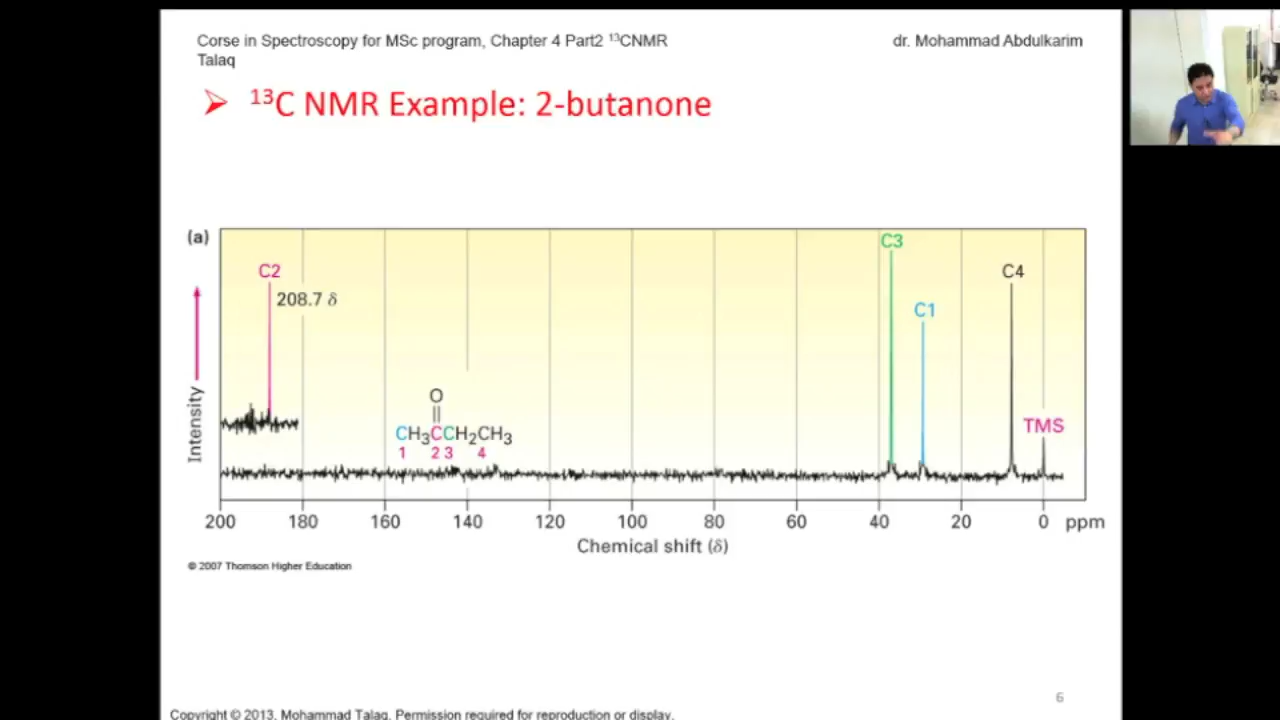 Corse in Spectroscopy for MSc program, Chapter 4 Part2 ¹³CNMR dr. Mohammad Abdulkarim
Talaq
➢ ¹³C NMR Example: 2-butanone
(a)
C3
C2
C4
208.7 δ
C1
Intensity
O
TMS
CH₃CCH₂CH₃
1 2 3 4
200 180 160 140 120 100 80 60 40 20 0 ppm
Chemical shift (δ)
© 2007 Thomson Higher Education
6
Copyright © 2013, Mohammad Talaq. Permission required for reproduction or display.